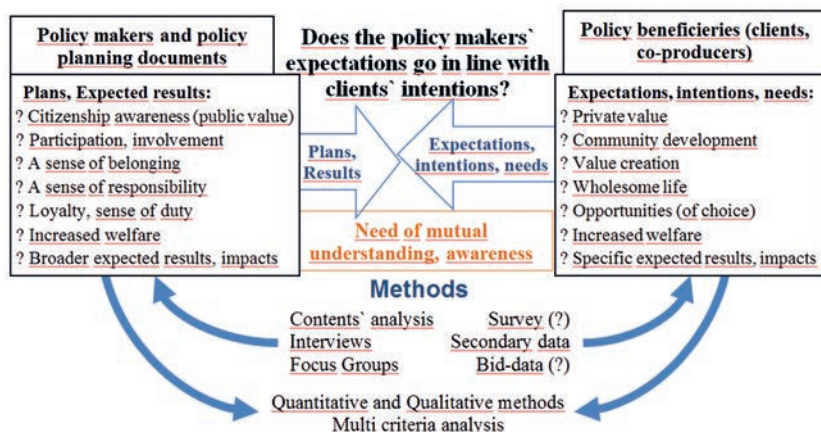 Policy makers and policy
planning documents
Plans, Expected results:
? Citizenship awareness (public value)
? Participation, involvement
? A sense of belonging
? A sense of responsibility
? Loyalty, sense of duty
? Increased welfare
? Broader expected results, impacts
Does the policy makers`
expectations go in line with
clients` intentions?
Plans,
Results
Expectations,
intentions, needs
Need of mutual
understanding, awareness
Policy beneficieries (clients,
co-producers)
Expectations, intentions, needs:
? Private value
? Community development
? Value creation
? Wholesome life
? Opportunities (of choice)
? Increased welfare
? Specific expected results, impacts
Methods
Contents` analysis
Interviews
Focus Groups
Survey (?)
Secondary data
Bid-data (?)
Quantitative and Qualitative methods
Multi criteria analysis